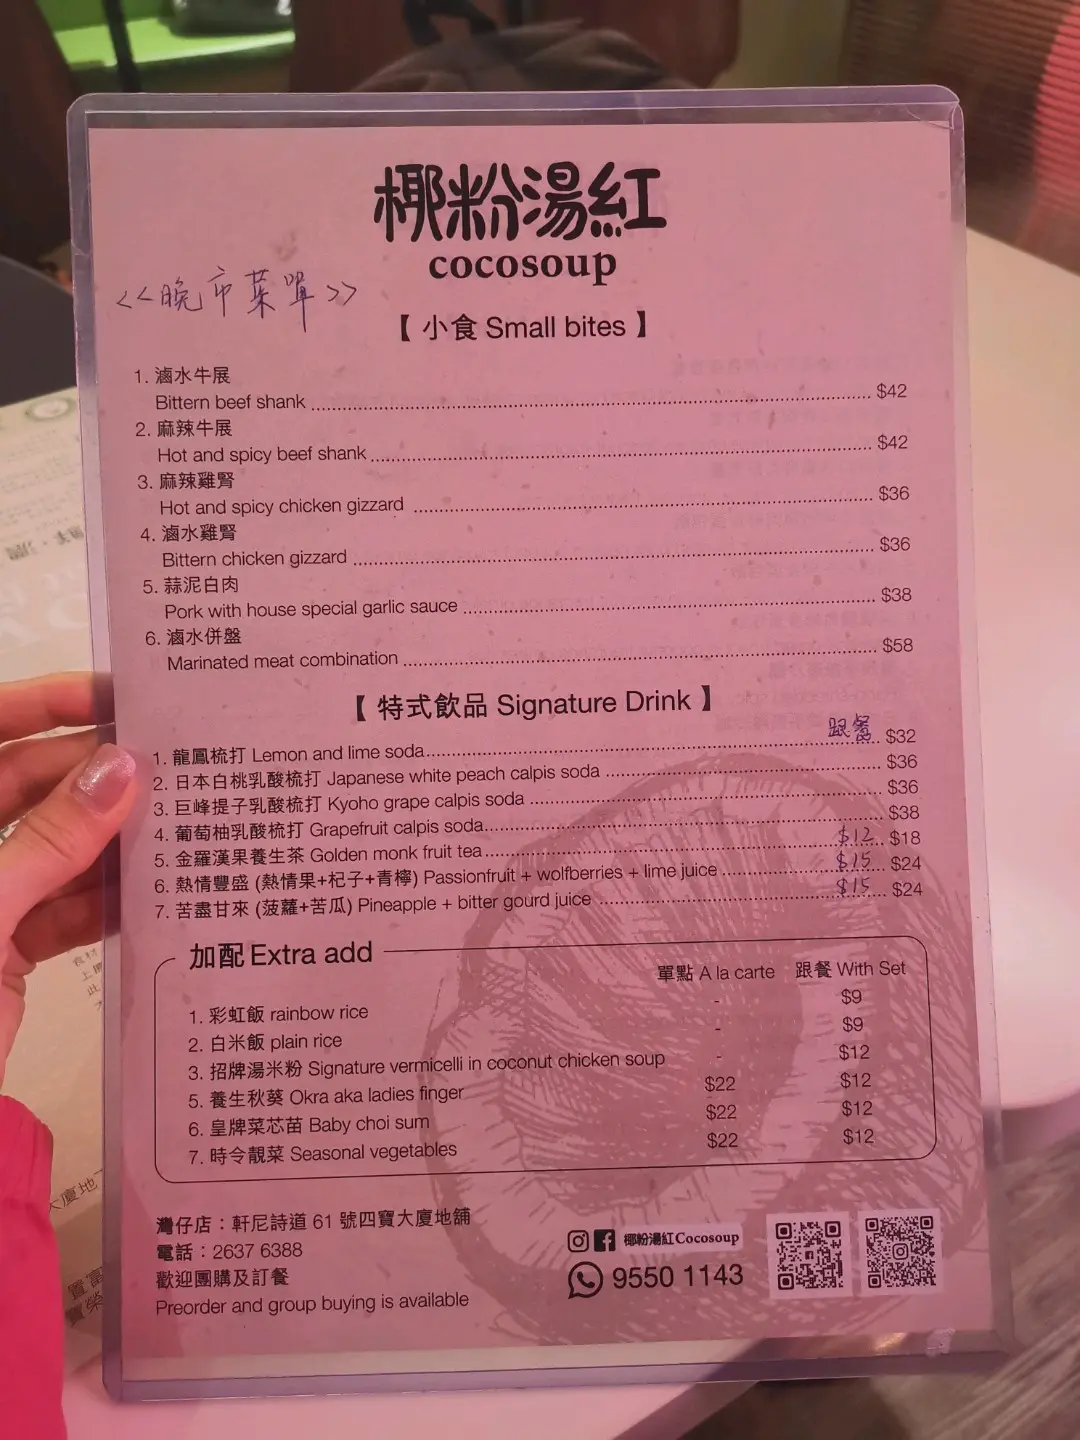 椰粉湯紅
cocosoup
<<晚市菜單>>
【 小食 Small bites 】
1. 滷水牛展
Bittern beef shank ........ $42
2. 麻辣牛展
Hot and spicy beef shank ........ $42
3. 麻辣雞腎
Hot and spicy chicken gizzard ........ $36
4. 滷水雞腎
Bittern chicken gizzard ........ $36
5. 蒜泥白肉
Pork with house special garlic sauce ........ $38
6. 滷水併盤
Marinated meat combination ........ $58
【 特式飲品 Signature Drink 】
跟餐
1. 龍鳳梳打 Lemon and lime soda ........ $32
2. 日本白桃乳酸梳打 Japanese white peach calpis soda ........ $36
3. 巨峰提子乳酸梳打 Kyoho grape calpis soda ........ $36
4. 葡萄柚乳酸梳打 Grapefruit calpis soda ........ $38
5. 金羅漢果養生茶 Golden monk fruit tea ........ $12 $18
6. 熱情豐盛 (熱情果+杞子+青檸) Passionfruit + wolfberries + lime juice ........ $15 $24
7. 苦盡甘來 (菠蘿+苦瓜) Pineapple + bitter gourd juice ........ $15 $24
加配 Extra add
單點 A la carte 跟餐 With Set
1. 彩虹飯 rainbow rice - $9
2. 白米飯 plain rice - $9
3. 招牌湯米粉 Signature vermicelli in coconut chicken soup - $12
5. 養生秋葵 Okra aka ladies finger $22 $12
6. 皇牌菜芯苗 Baby choi sum $22 $12
7. 時令靚菜 Seasonal vegetables $22 $12
灣仔店：軒尼詩道 61 號四寶大廈地舖
電話：2637 6388
歡迎團購及訂餐
Preorder and group buying is available
椰粉湯紅Cocosoup
9550 1143